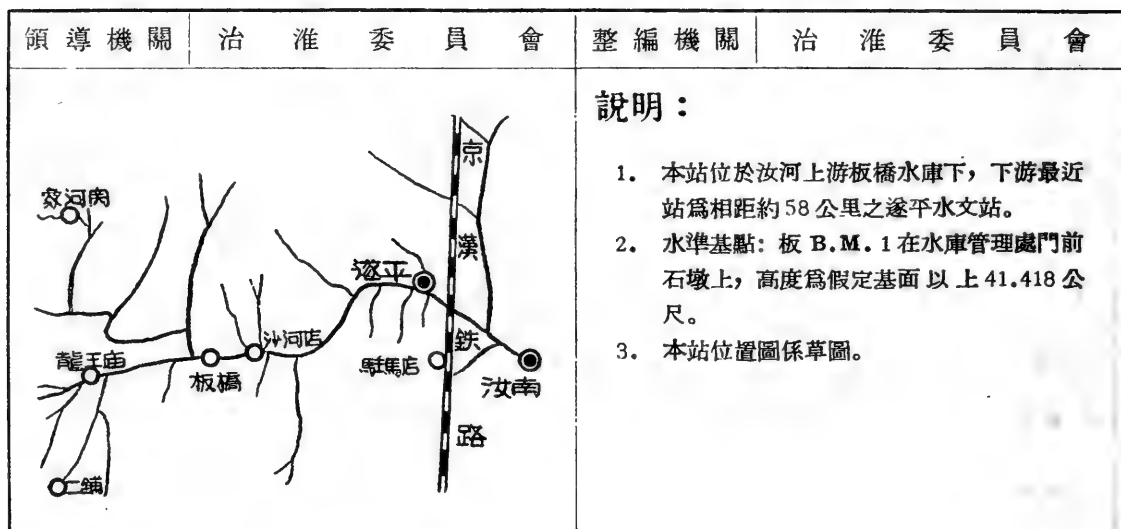 領導機關 治淮委員會 整編機關 治淮委員會
說明：
1. 本站位於汝河上游板橋水庫下，下游最近
站爲相距約58公里之遂平水文站。
2. 水準基點：板 B.M.1在水庫管理處門前
石墩上，高度爲假定基面以上41.418公
尺。
3. 本站位置圖係草圖。
京漢鉄路
遂平
沙河店
龍王庙
板橋
駐馬店
汝南